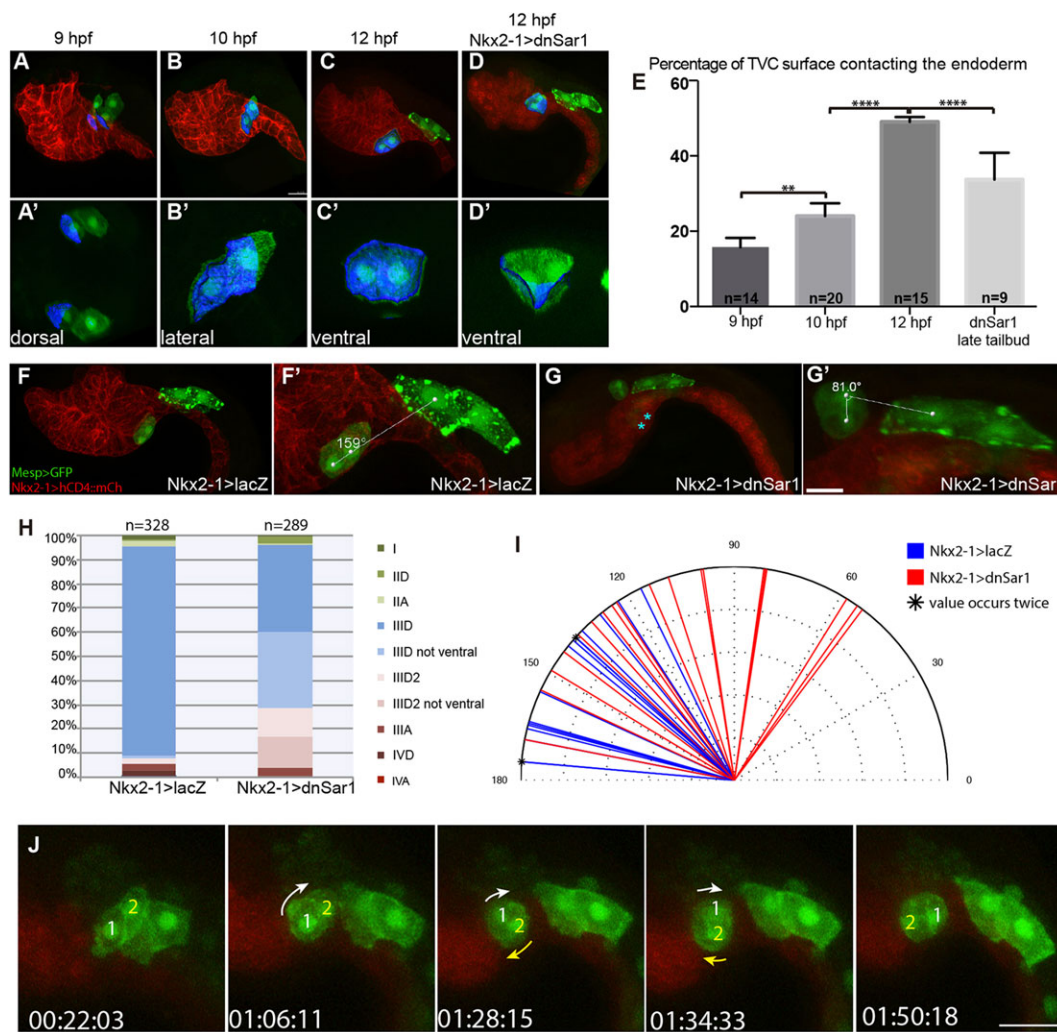 9 hpf
10 hpf
12 hpf
12 hpf
Nkx2-1>dnSar1
A
B
C
D
A'
dorsal
B'
lateral
C'
ventral
D'
ventral
E
Percentage of TVC surface contacting the endoderm
60
40
20
0
**
****
****
n=14
n=20
n=15
n=9
9 hpf
10 hpf
12 hpf
dnSar1
late tailbud
F
Mesp>GFP
Nkx2-1>hCD4::mCh
Nkx2-1>lacZ
F'
159°
Nkx2-1>lacZ
G
*
*
Nkx2-1>dnSar1
G'
81.0°
Nkx2-1>dnSar
H
n=328
n=289
100%
90%
80%
70%
60%
50%
40%
30%
20%
10%
0%
Nkx2-1>lacZ
Nkx2-1>dnSar1
I
IID
IIA
IIID
IIID not ventral
IIID2
IIID2 not ventral
IIIA
IVD
IVA
I
180
150
120
90
60
30
0
Nkx2-1>lacZ
Nkx2-1>dnSar1
* value occurs twice
J
1
2
00:22:03
1
2
01:06:11
1
2
01:28:15
1
2
01:34:33
2
1
01:50:18